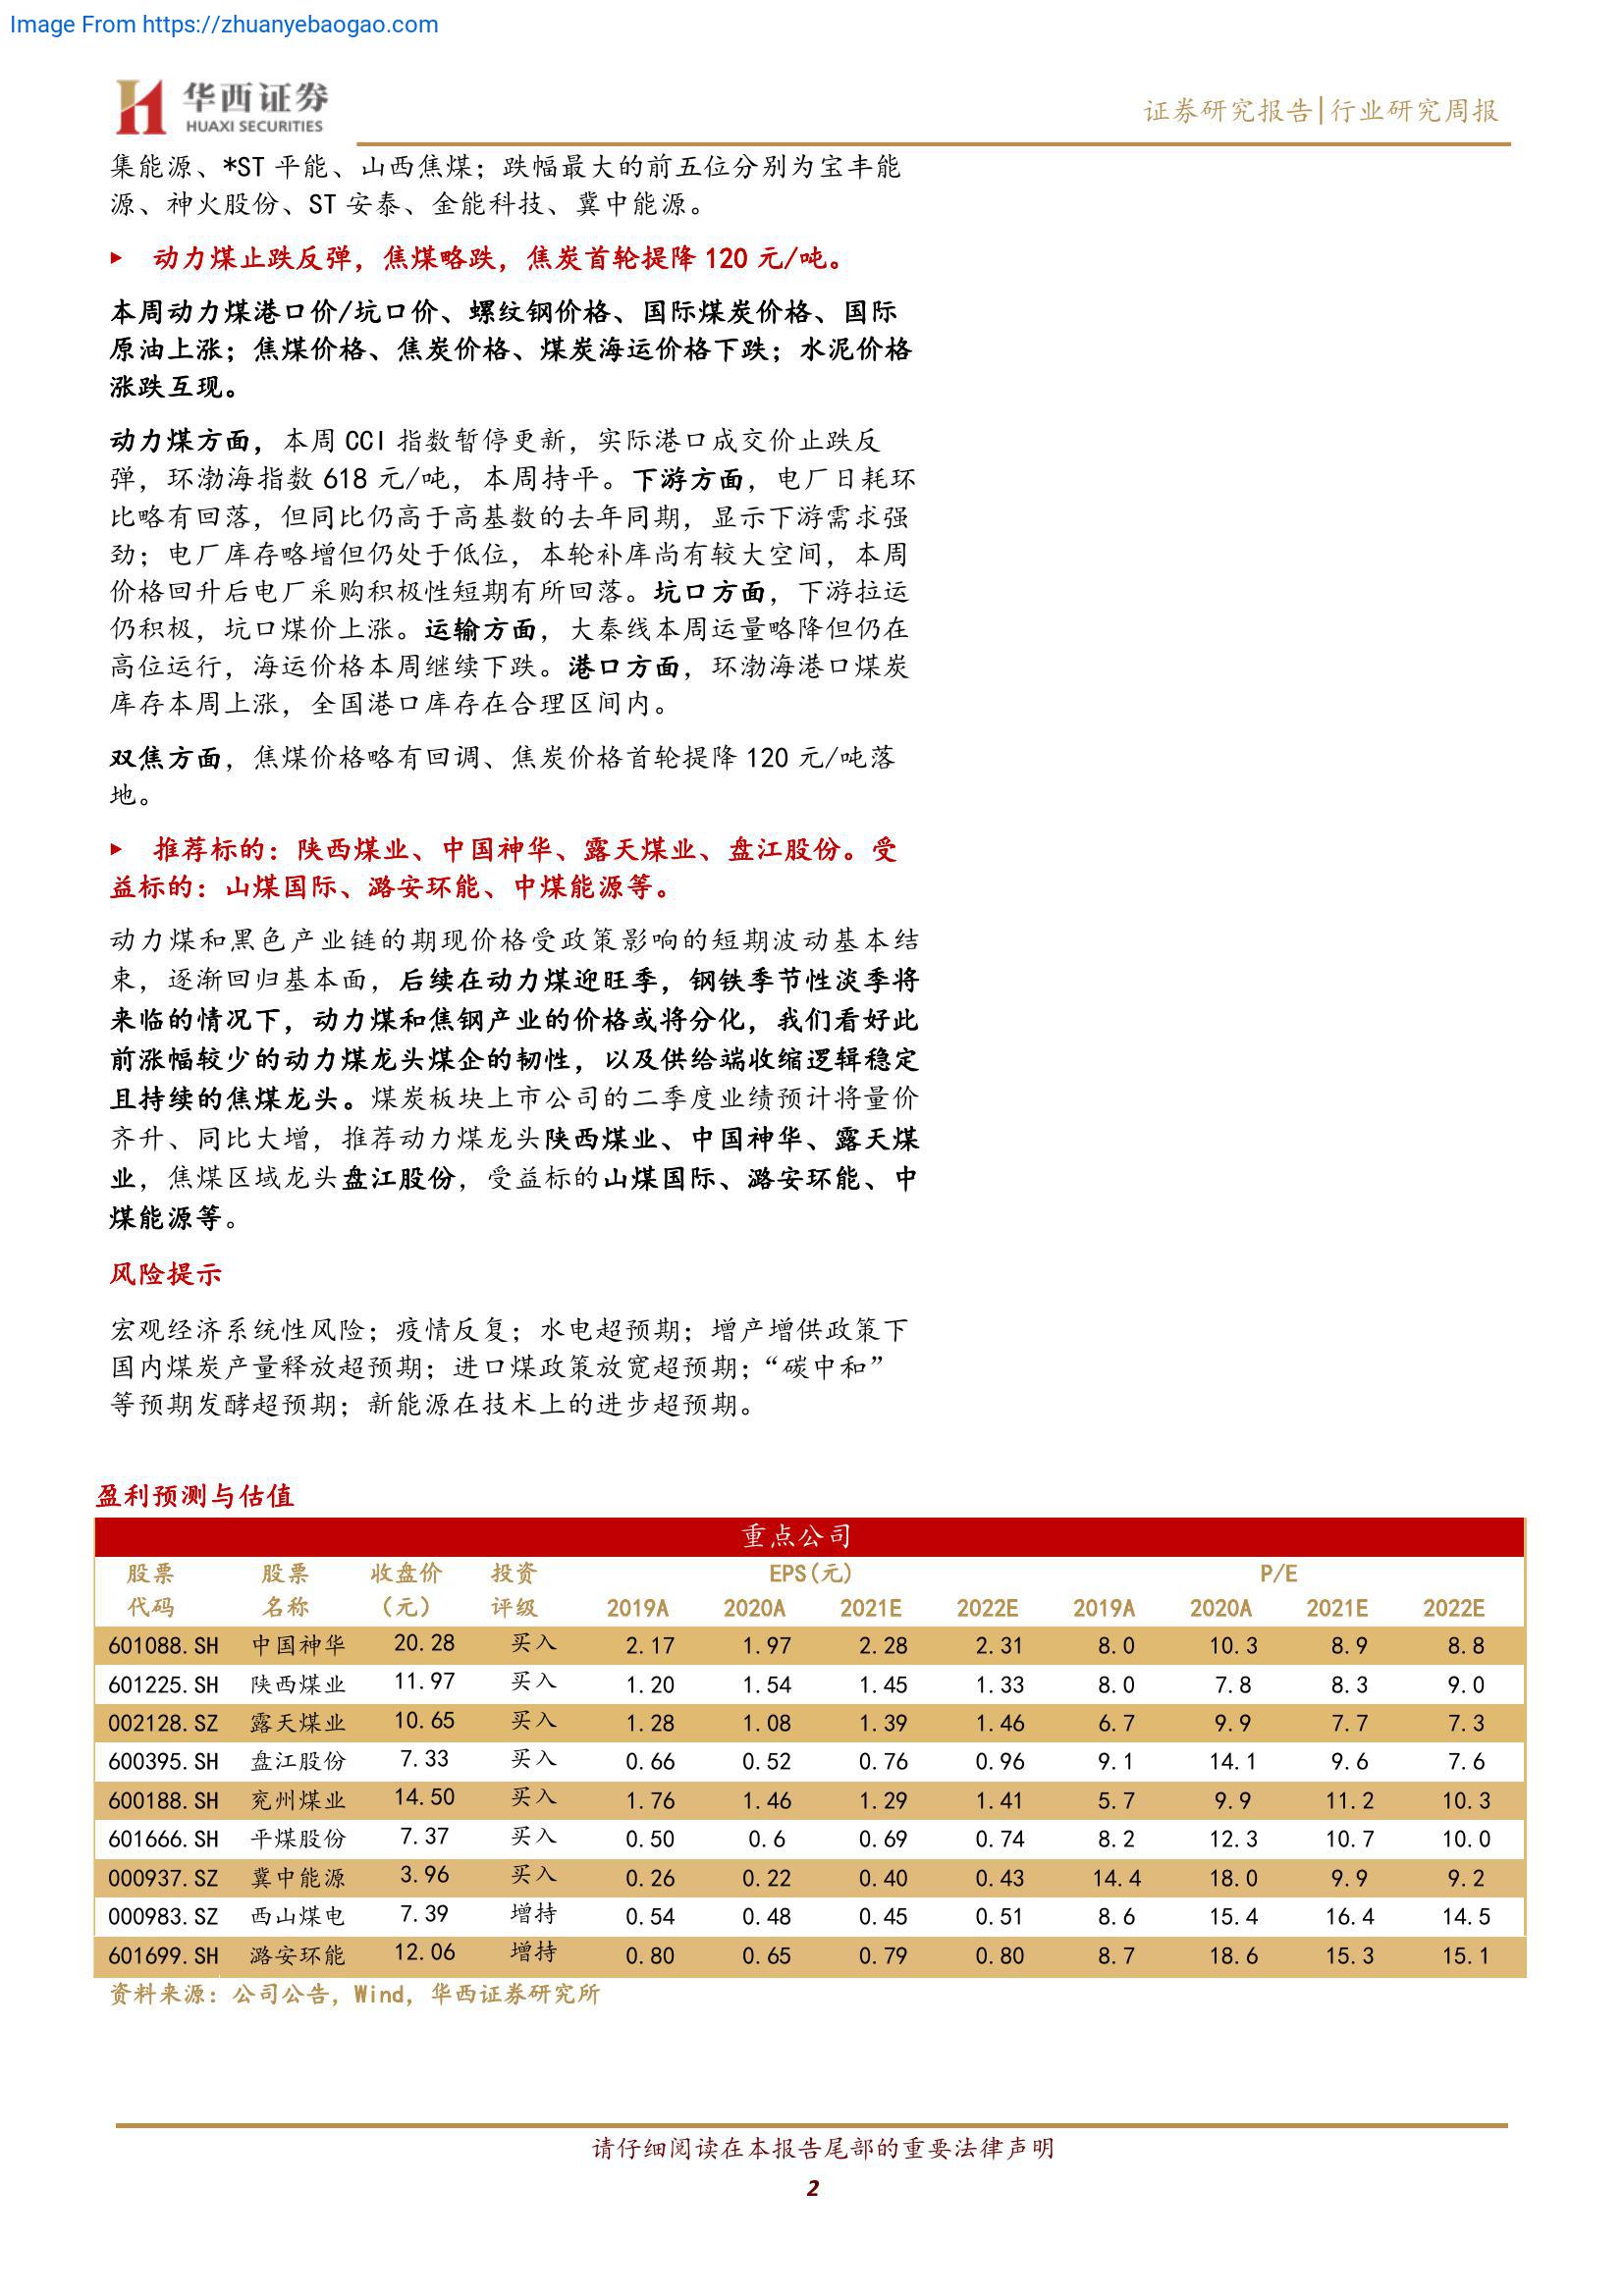 Image From https://zhuanyebaogao.com
华西证券
HUAXI SECURITIES
证券研究报告|行业研究周报
集能源、*ST 平能、山西焦煤；跌幅最大的前五位分别为宝丰能
源、神火股份、ST 安泰、金能科技、冀中能源。
▶ 动力煤止跌反弹，焦煤略跌，焦炭首轮提降 120 元/吨。
本周动力煤港口价/坑口价、螺纹钢价格、国际煤炭价格、国际
原油上涨；焦煤价格、焦炭价格、煤炭海运价格下跌；水泥价格
涨跌互现。
动力煤方面，本周 CCI 指数暂停更新，实际港口成交价止跌反
弹，环渤海指数 618 元/吨，本周持平。下游方面，电厂日耗环
比略有回落，但同比仍高于高基数的去年同期，显示下游需求强
劲；电厂库存略增但仍处于低位，本轮补库尚有较大空间，本周
价格回升后电厂采购积极性短期有所回落。坑口方面，下游拉运
仍积极，坑口煤价上涨。运输方面，大秦线本周运量略降但仍在
高位运行，海运价格本周继续下跌。港口方面，环渤海港口煤炭
库存本周上涨，全国港口库存在合理区间内。
双焦方面，焦煤价格略有回调、焦炭价格首轮提降 120 元/吨落
地。
▶ 推荐标的：陕西煤业、中国神华、露天煤业、盘江股份。受
益标的：山煤国际、潞安环能、中煤能源等。
动力煤和黑色产业链的期现价格受政策影响的短期波动基本结
束，逐渐回归基本面，后续在动力煤迎旺季，钢铁季节性淡季将
来临的情况下，动力煤和焦钢产业的价格或将分化，我们看好此
前涨幅较少的动力煤龙头煤企的韧性，以及供给端收缩逻辑稳定
且持续的焦煤龙头。煤炭板块上市公司的二季度业绩预计将量价
齐升、同比大增，推荐动力煤龙头陕西煤业、中国神华、露天煤
业，焦煤区域龙头盘江股份，受益标的山煤国际、潞安环能、中
煤能源等。
风险提示
宏观经济系统性风险；疫情反复；水电超预期；增产增供政策下
国内煤炭产量释放超预期；进口煤政策放宽超预期；“碳中和”
等预期发酵超预期；新能源在技术上的进步超预期。
盈利预测与估值
重点公司
股票 股票 收盘价 投资 EPS(元) P/E
代码 名称 （元） 评级 2019A 2020A 2021E 2022E 2019A 2020A 2021E 2022E
601088.SH 中国神华 20.28 买入 2.17 1.97 2.28 2.31 8.0 10.3 8.9 8.8
601225.SH 陕西煤业 11.97 买入 1.20 1.54 1.45 1.33 8.0 7.8 8.3 9.0
002128.SZ 露天煤业 10.65 买入 1.28 1.08 1.39 1.46 6.7 9.9 7.7 7.3
600395.SH 盘江股份 7.33 买入 0.66 0.52 0.76 0.96 9.1 14.1 9.6 7.6
600188.SH 兖州煤业 14.50 买入 1.76 1.46 1.29 1.41 5.7 9.9 11.2 10.3
601666.SH 平煤股份 7.37 买入 0.50 0.6 0.69 0.74 8.2 12.3 10.7 10.0
000937.SZ 冀中能源 3.96 买入 0.26 0.22 0.40 0.43 14.4 18.0 9.9 9.2
000983.SZ 西山煤电 7.39 增持 0.54 0.48 0.45 0.51 8.6 15.4 16.4 14.5
601699.SH 潞安环能 12.06 增持 0.80 0.65 0.79 0.80 8.7 18.6 15.3 15.1
资料来源：公司公告，Wind，华西证券研究所
请仔细阅读在本报告尾部的重要法律声明
2